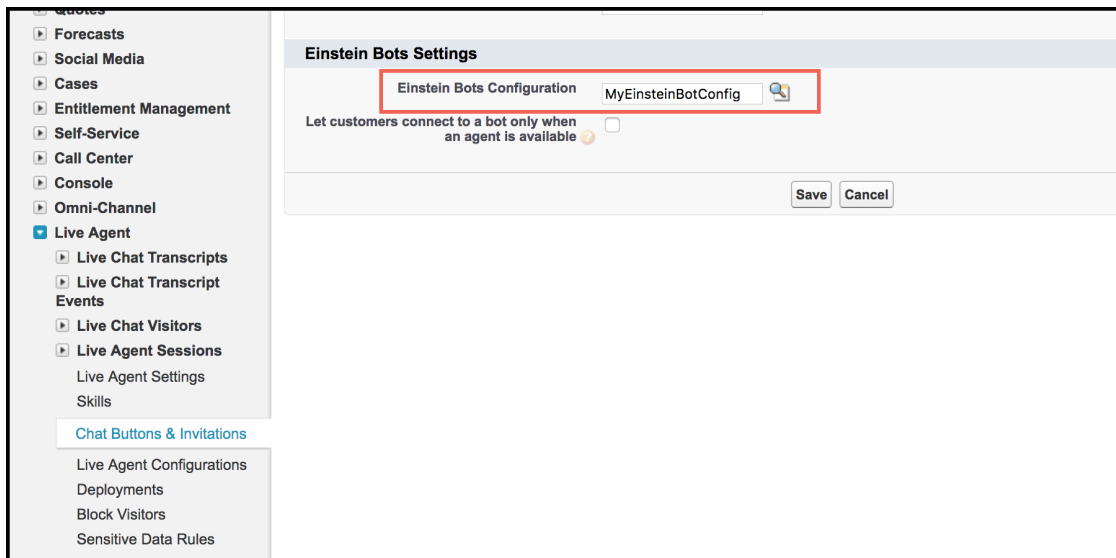 Quotes
Forecasts
Social Media
Cases
Entitlement Management
Self-Service
Call Center
Console
Omni-Channel
Live Agent
Live Chat Transcripts
Live Chat Transcript
Events
Live Chat Visitors
Live Agent Sessions
Live Agent Settings
Skills
Chat Buttons & Invitations
Live Agent Configurations
Deployments
Block Visitors
Sensitive Data Rules
Einstein Bots Settings
Einstein Bots Configuration MyEinsteinBotConfig
Let customers connect to a bot only when
an agent is available ?
Save Cancel